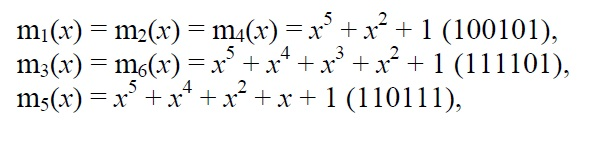 m₁(x) = m₂(x) = m₄(x) = x⁵ + x² + 1 (100101),
m₃(x) = m₆(x) = x⁵ + x⁴ + x³ + x² + 1 (111101),
m₅(x) = x⁵ + x⁴ + x² + x + 1 (110111),